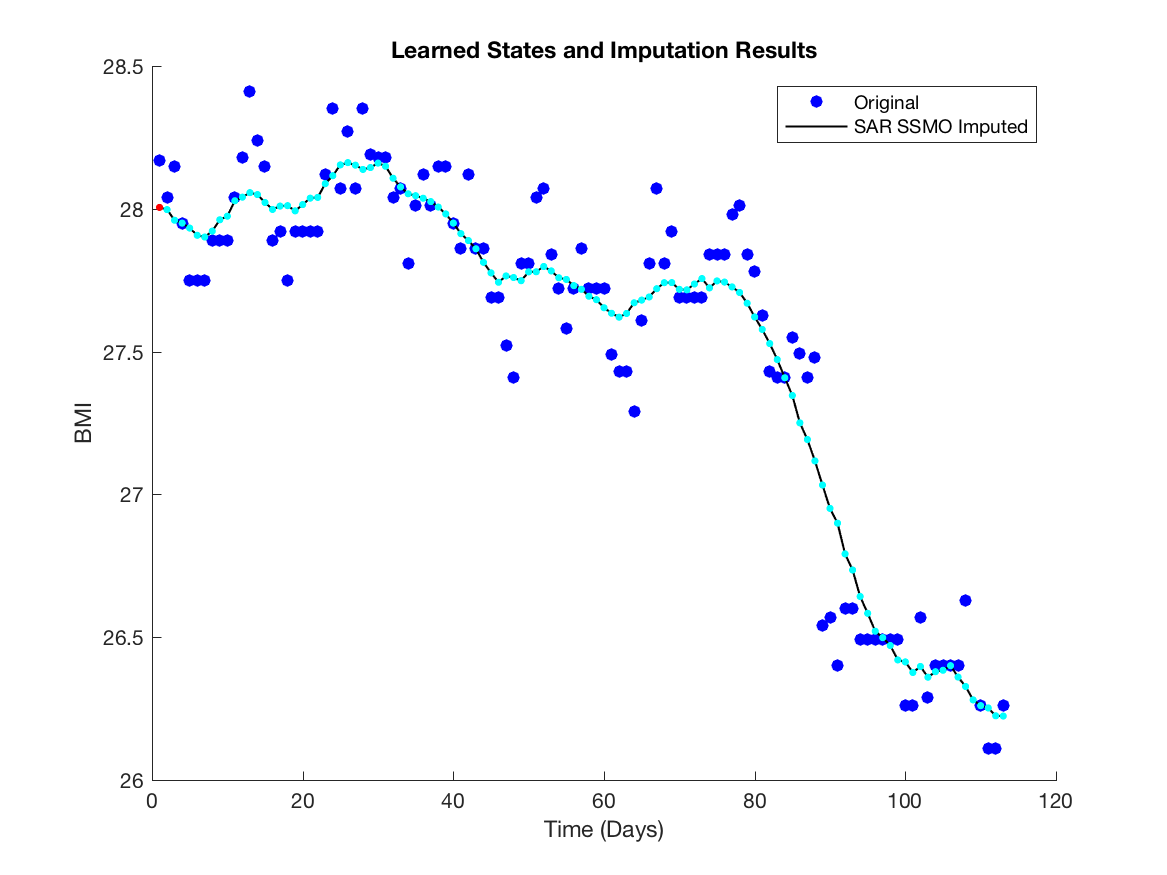 Learned States and Imputation Results
Original
SAR SSMO Imputed
28.5
28
27.5
27
26.5
26
BMI
0 20 40 60 80 100 120
Time (Days)